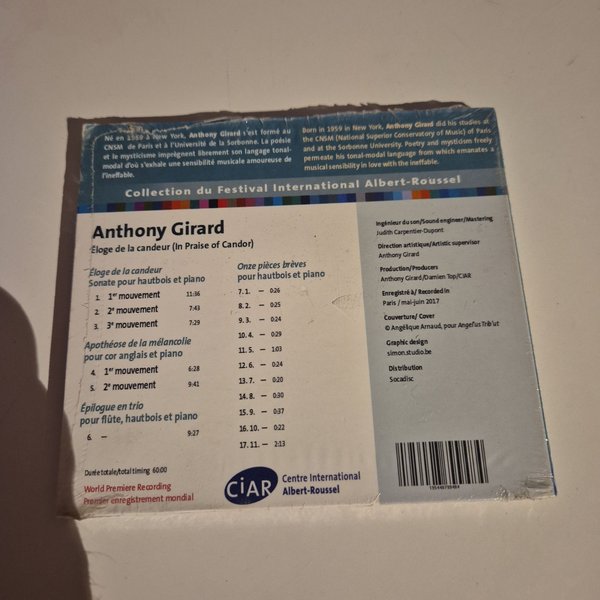 Né en 1959 à New York, Anthony Girard s'est formé au
CNSM de Paris et à l'Université de la Sorbonne. La poésie
et le mysticisme imprègnent librement son langage tonal-
modal d'où s'exhale une sensibilité musicale amoureuse de
l'ineffable.
Born in 1959 in New York, Anthony Girard did his studies at
the CNSM (National Superior Conservatory of Music) of Paris
and at the Sorbonne University. Poetry and mysticism freely
permeate his tonal-modal language from which emanates a
musical sensibility in love with the ineffable.
Collection du Festival International Albert-Roussel
Anthony Girard
Éloge de la candeur (In Praise of Candor)
Éloge de la candeur
Sonate pour hautbois et piano
1. 1er mouvement 11:36
2. 2e mouvement 7:43
3. 3e mouvement 7:29
Apothéose de la mélancolie
pour cor anglais et piano
4. 1er mouvement 6:28
5. 2e mouvement 9:41
Épilogue en trio
pour flûte, hautbois et piano
6. — 9:27
Onze pièces brèves
pour hautbois et piano
7. 1. — 0:26
8. 2. — 0:25
9. 3. — 0:24
10. 4. — 0:29
11. 5. — 1:03
12. 6. — 0:24
13. 7. — 0:20
14. 8. — 0:30
15. 9. — 0:37
16. 10. — 0:22
17. 11. — 2:13
Durée totale/total timing 60:00
World Premiere Recording
Premier enregistrement mondial
CiAR
Centre International
Albert-Roussel
Ingénieur du son/Sound engineer/Mastering
Judith Carpentier-Dupont
Direction artistique/Artistic supervisor
Anthony Girard
Production/Producers
Anthony Girard/Damien Top/CIAR
Enregistré à/ Recorded in
Paris / mai-juin 2017
Couverture/ Cover
© Angélique Arnaud, pour Angel'us Trib'ut
Graphic design
simon.studio.be
Distribution
Socadisc